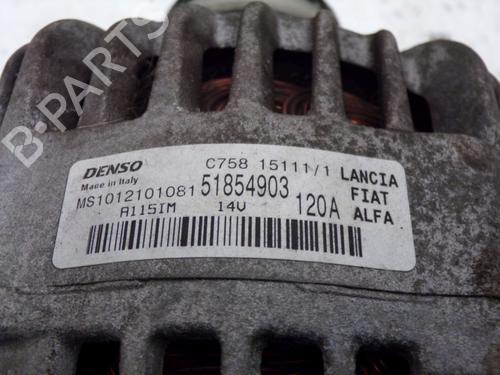 B-PARTS
DENSO C758 15111/1 LANCIA
Made in Italy
MS1012101081 51854903 FIAT
A115IM 14V 120A ALFA